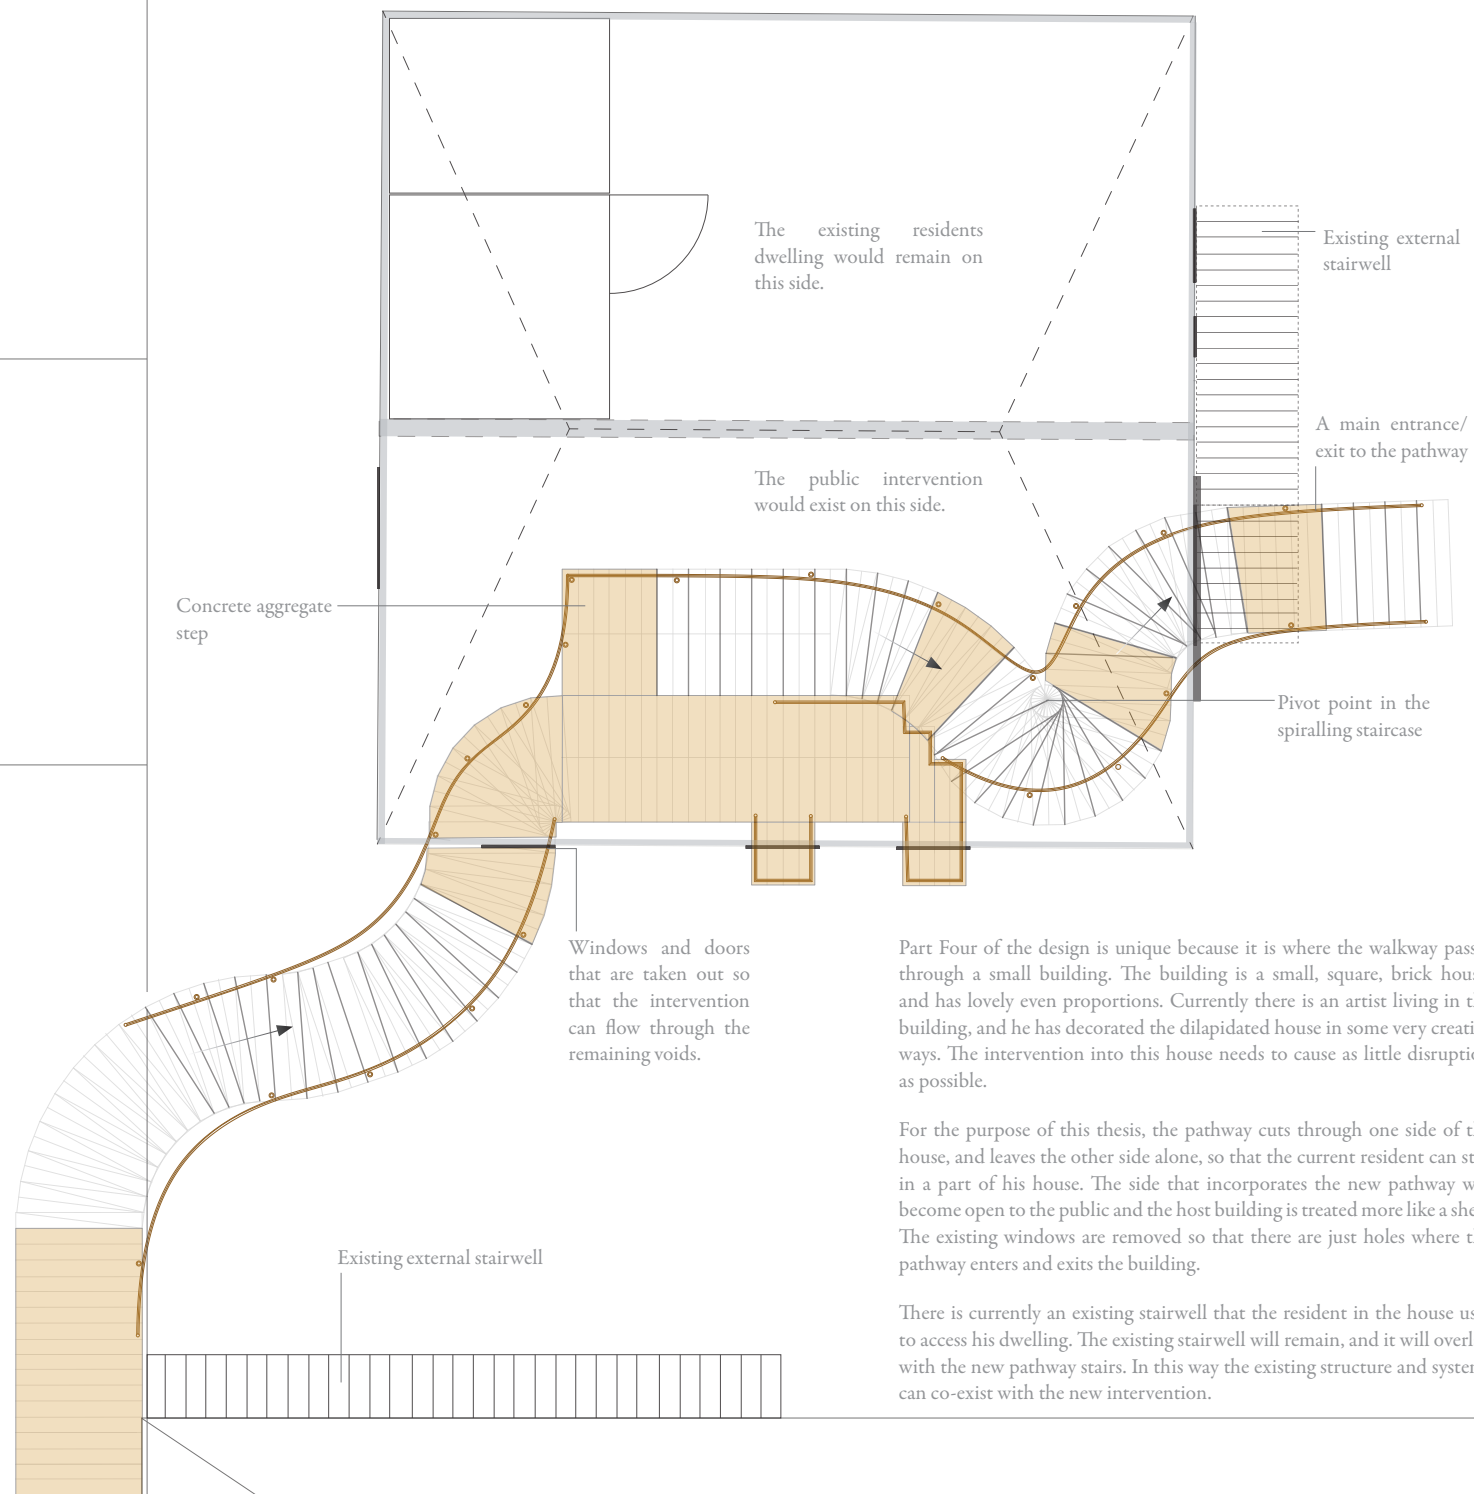 The existing residents
dwelling would remain on
this side.
Existing external
stairwell
A main entrance/
exit to the pathway
The public intervention
would exist on this side.
Concrete aggregate
step
Pivot point in the
spiralling staircase
Windows and doors
that are taken out so
that the intervention
can flow through the
remaining voids.
Part Four of the design is unique because it is where the walkway pass
through a small building. The building is a small, square, brick hous
and has lovely even proportions. Currently there is an artist living in th
building, and he has decorated the dilapidated house in some very creati
ways. The intervention into this house needs to cause as little disruptio
as possible.
For the purpose of this thesis, the pathway cuts through one side of th
house, and leaves the other side alone, so that the current resident can st
in a part of his house. The side that incorporates the new pathway w
become open to the public and the host building is treated more like a she
The existing windows are removed so that there are just holes where th
pathway enters and exits the building.
There is currently an existing stairwell that the resident in the house us
to access his dwelling. The existing stairwell will remain, and it will overl
with the new pathway stairs. In this way the existing structure and system
can co-exist with the new intervention.
Existing external stairwell